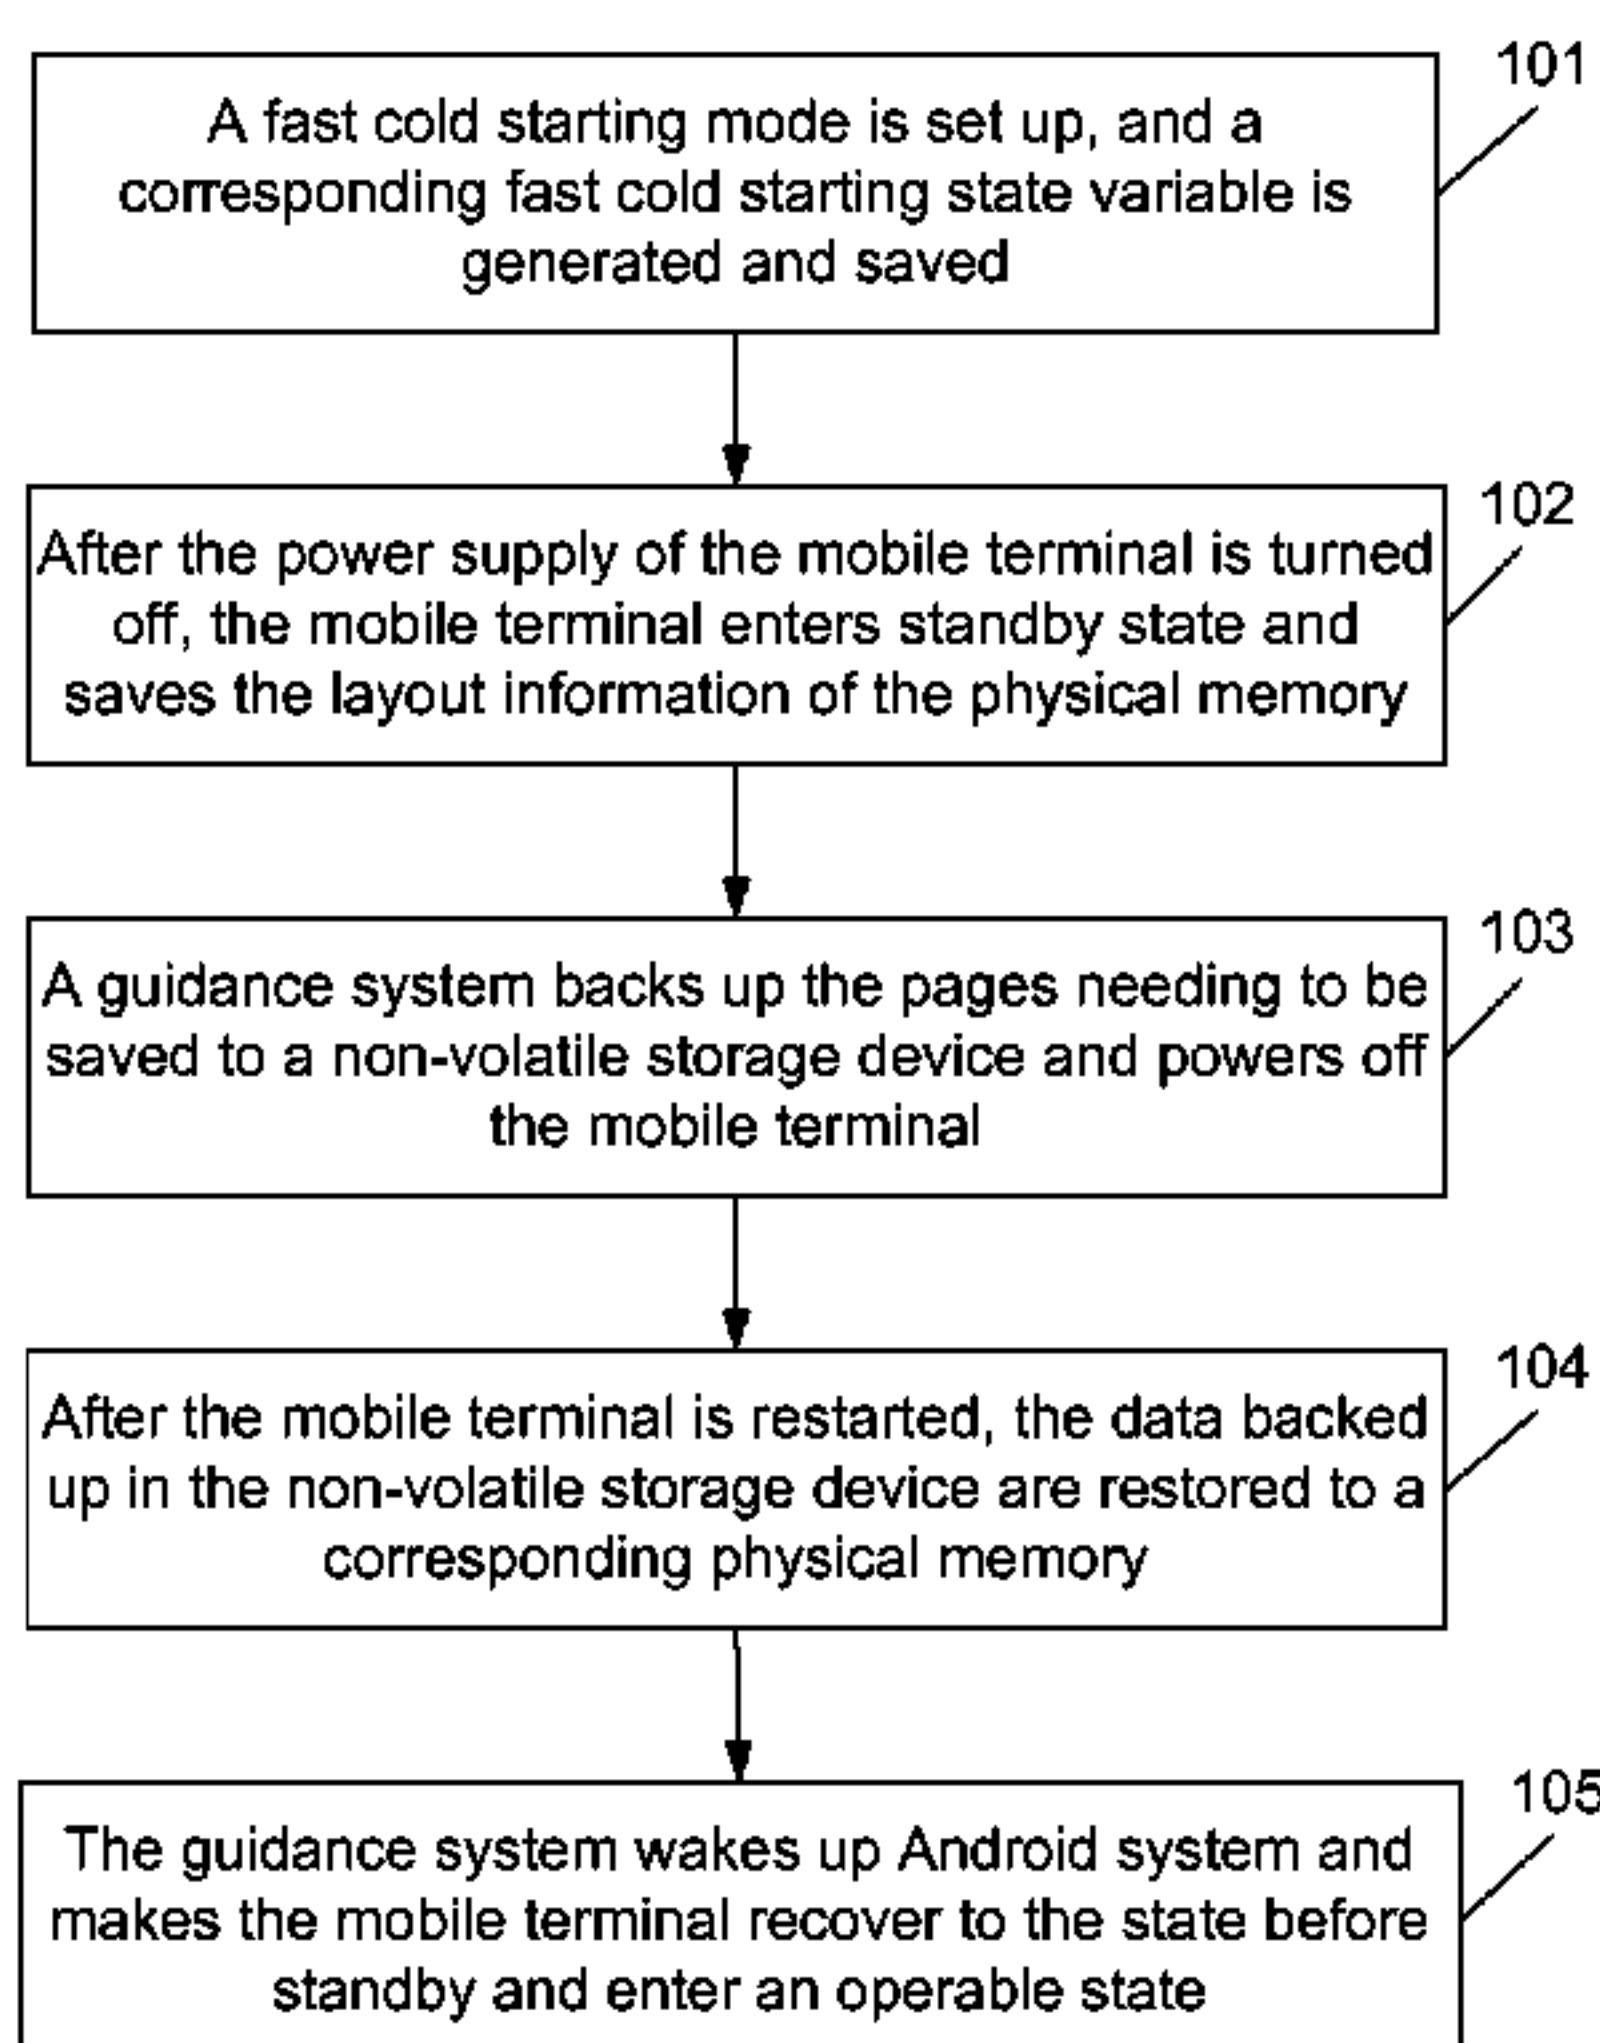 101
A fast cold starting mode is set up, and a
corresponding fast cold starting state variable is
generated and saved
102
After the power supply of the mobile terminal is turned
off, the mobile terminal enters standby state and
saves the layout information of the physical memory
103
A guidance system backs up the pages needing to be
saved to a non-volatile storage device and powers off
the mobile terminal
104
After the mobile terminal is restarted, the data backed
up in the non-volatile storage device are restored to a
corresponding physical memory
105
The guidance system wakes up Android system and
makes the mobile terminal recover to the state before
standby and enter an operable state